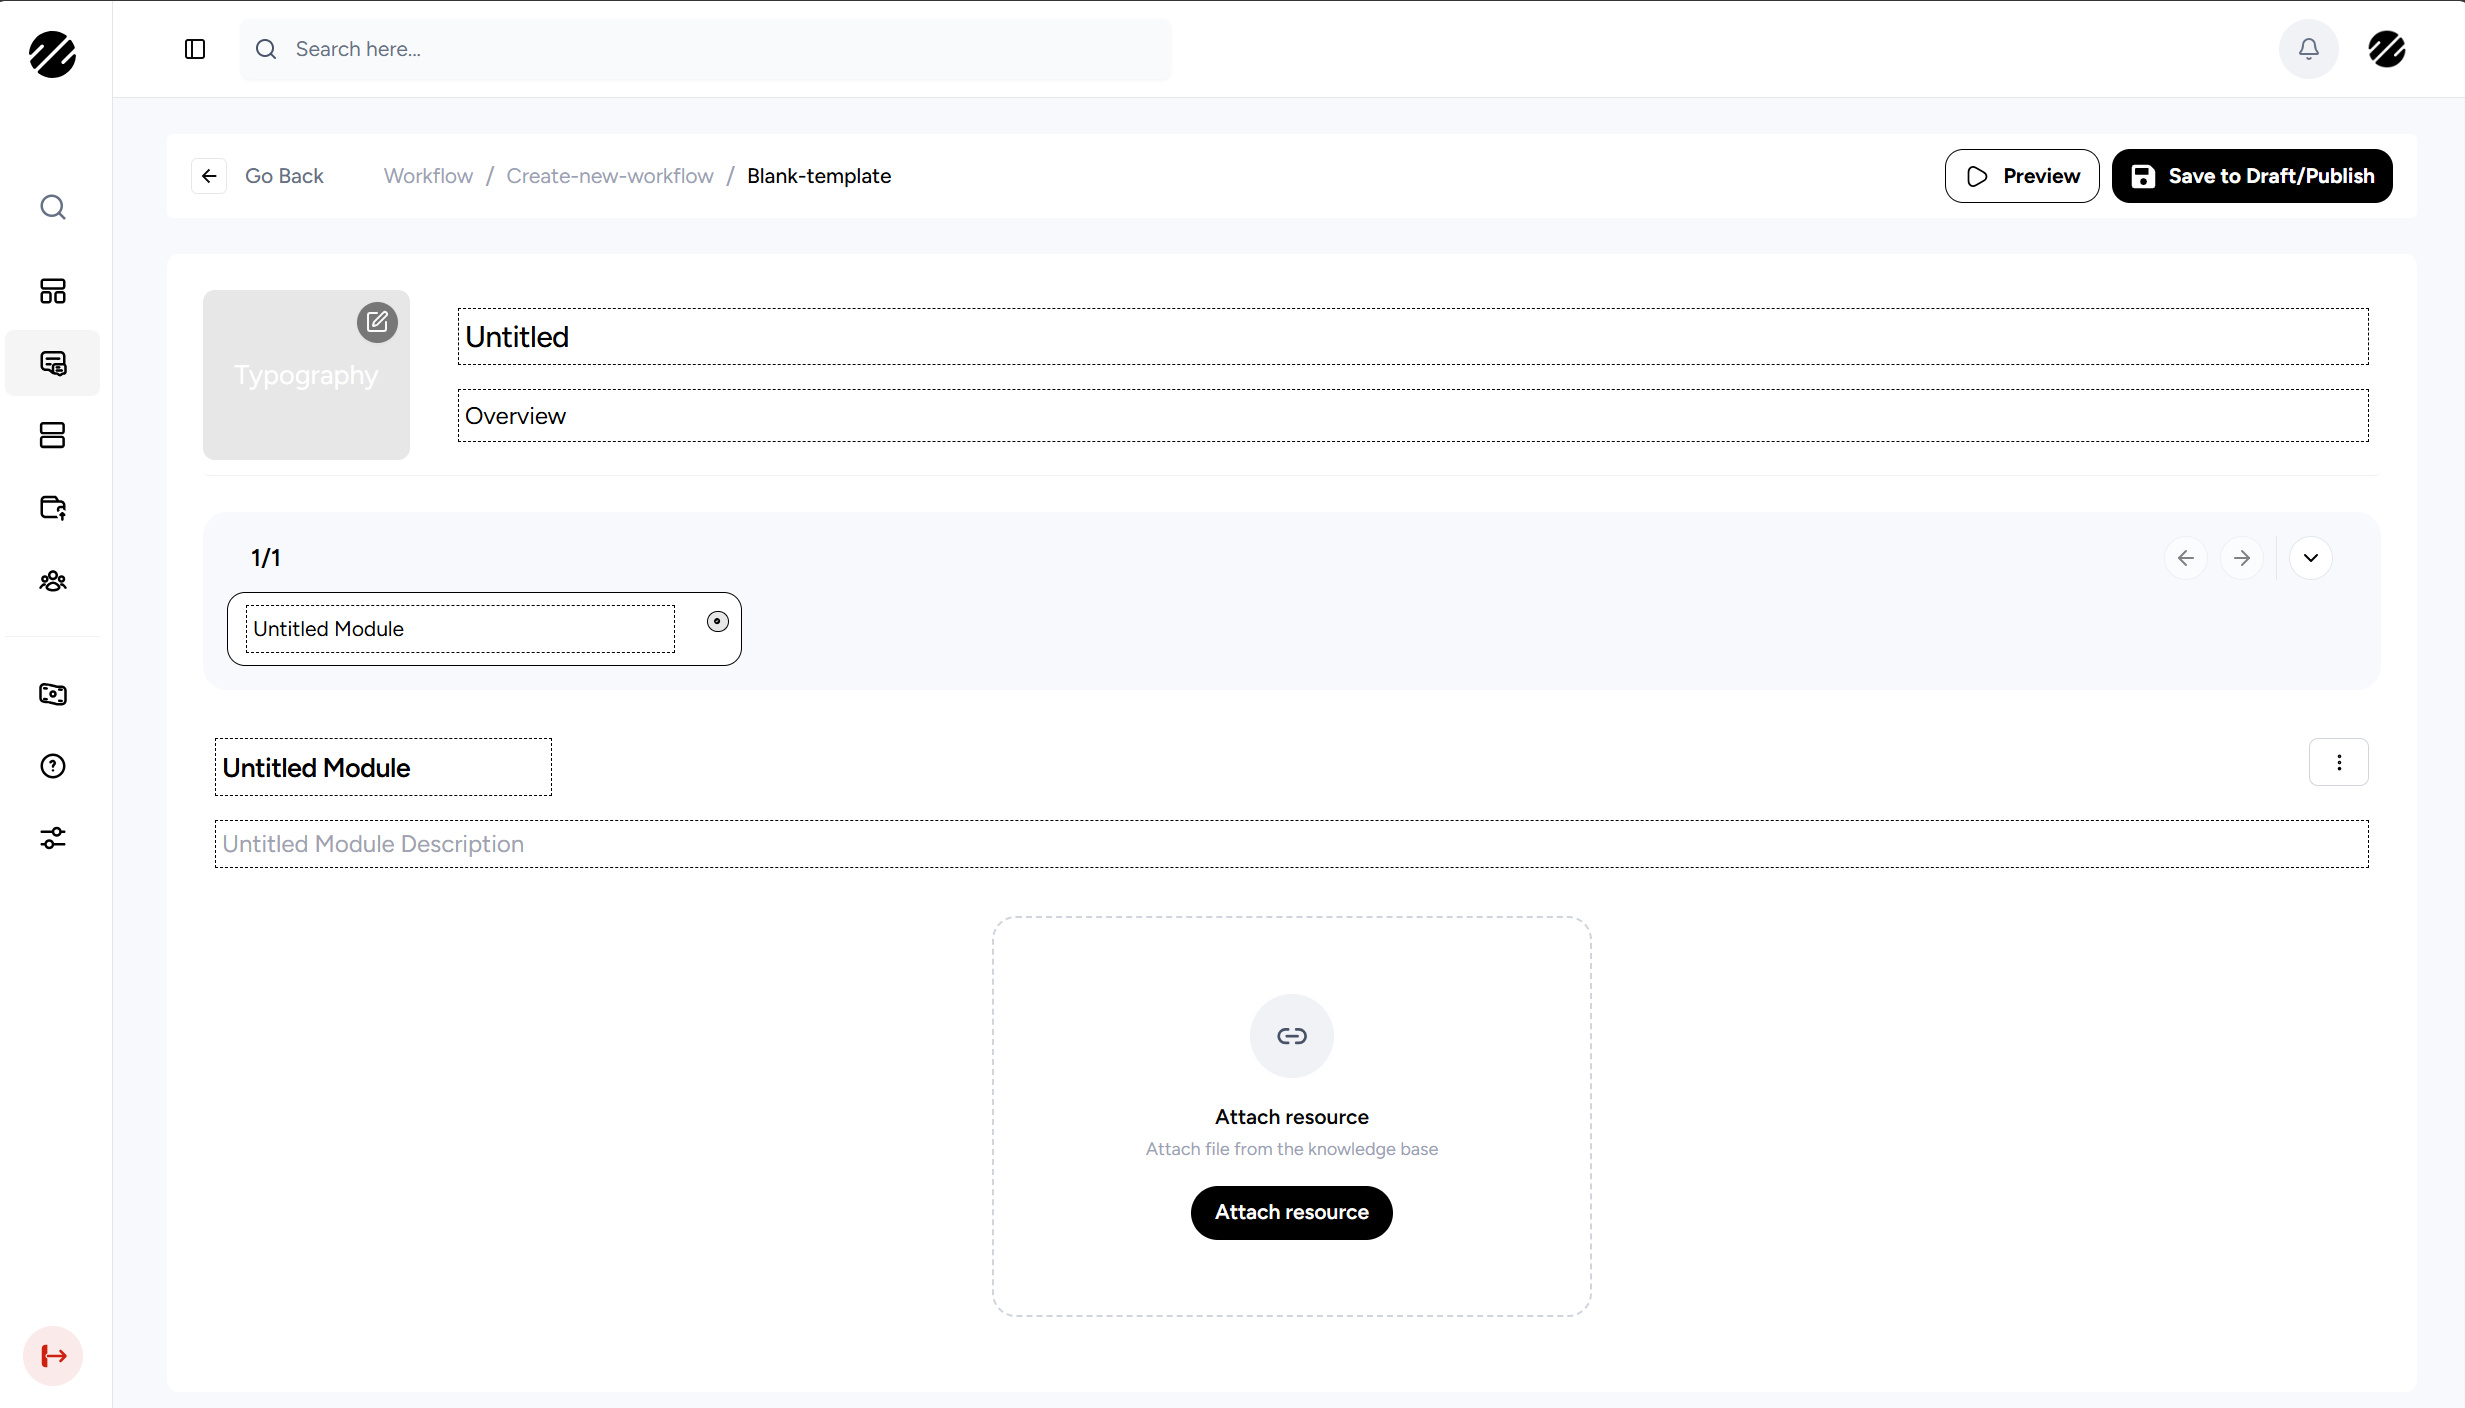 Search here...
Go Back
Workflow / Create-new-workflow / Blank-template
Preview
Save to Draft/Publish
Typography
Untitled
Overview
1/1
Untitled Module
Untitled Module
Untitled Module Description
Attach resource
Attach file from the knowledge base
Attach resource